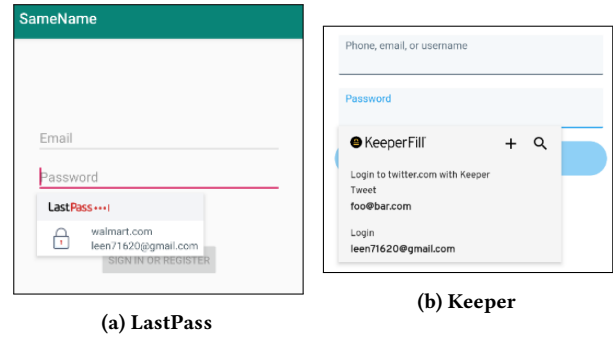 SameName
Email
Password
LastPass •••|
walmart.com
leen71620@gmail.com
SIGN IN OR REGISTER
(a) LastPass
Phone, email, or username
Password
KeeperFill
Login to twitter.com with Keeper
Tweet
foo@bar.com
Login
leen71620@gmail.com
(b) Keeper